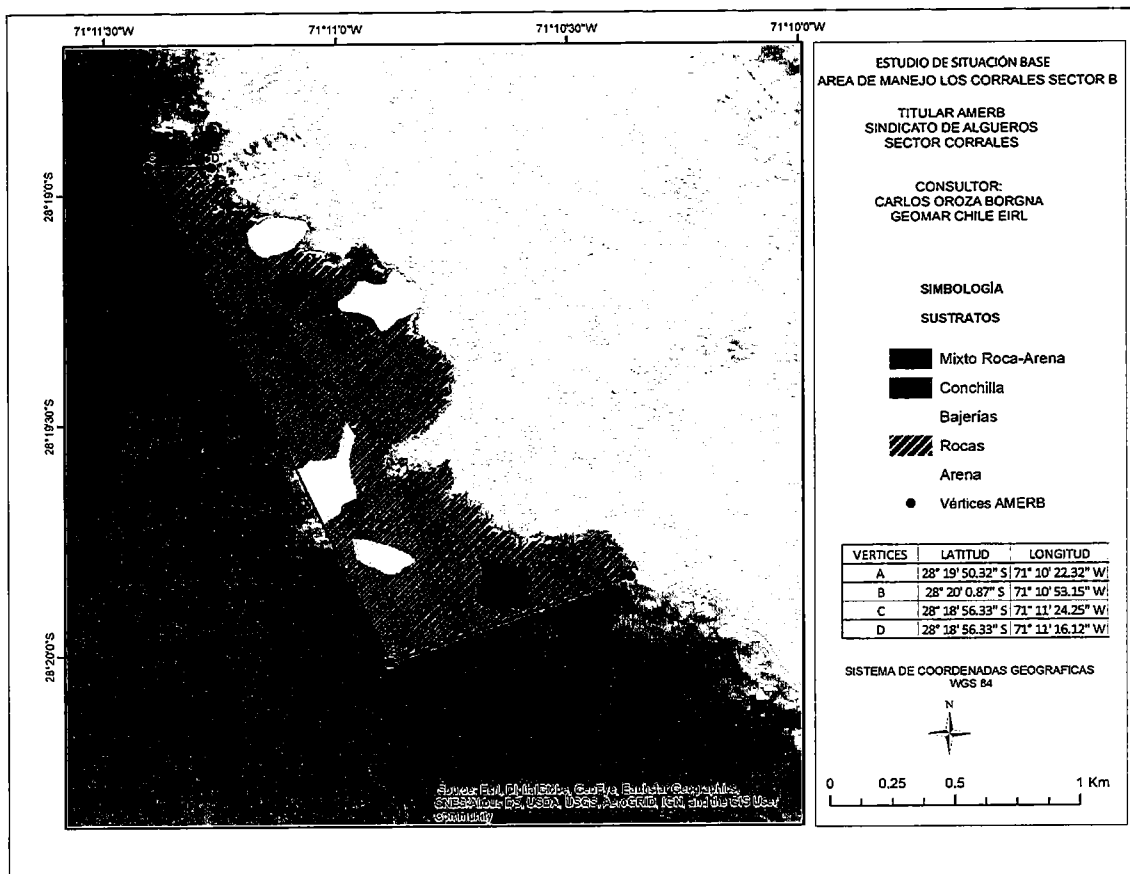 71°11'30"W 71°11'0"W 71°10'30"W 71°10'0"W
28°19'0"S
28°19'30"S
28°20'0"S
ESTUDIO DE SITUACIÓN BASE
AREA DE MANEJO LOS CORRALES SECTOR B
TITULAR AMERB
SINDICATO DE ALGUEROS
SECTOR CORRALES
CONSULTOR:
CARLOS OROZA BORGNA
GEOMAR CHILE EIRL
SIMBOLOGÍA
SUSTRATOS
Mixto Roca-Arena
Conchilla
Bajerías
Rocas
Arena
Vértices AMERB
VERTICES LATITUD LONGITUD
A 28° 19' 50.32" S 71° 10' 22.32" W
B 28° 20' 0.87" S 71° 10' 53.15" W
C 28° 18' 56.33" S 71° 11' 24.25" W
D 28° 18' 56.33" S 71° 11' 16.12" W
SISTEMA DE COORDENADAS GEOGRAFICAS
WGS 84
N
0 0.25 0.5 1 Km
Source: Esri, DigitalGlobe, GeoEye, Earthstar Geographics,
CNES/Airbus DS, USDA, USGS, AeroGRID, IGN, and the GIS User
Community